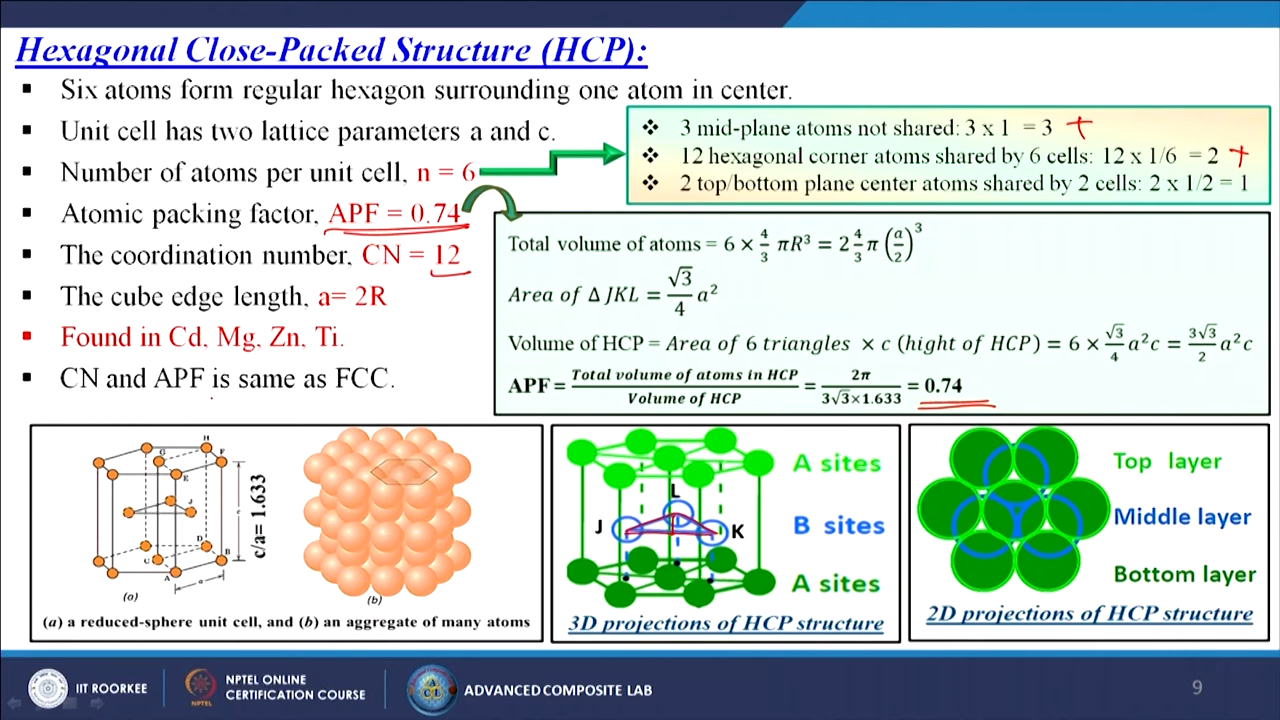 Hexagonal Close-Packed Structure (HCP):
▪ Six atoms form regular hexagon surrounding one atom in center.
▪ Unit cell has two lattice parameters a and c.
▪ Number of atoms per unit cell, n = 6
▪ Atomic packing factor, APF = 0.74
▪ The coordination number, CN = 12
▪ The cube edge length, a= 2R
▪ Found in Cd, Mg, Zn, Ti.
▪ CN and APF is same as FCC.
❖ 3 mid-plane atoms not shared: 3 x 1 = 3 +
❖ 12 hexagonal corner atoms shared by 6 cells: 12 x 1/6 = 2 +
❖ 2 top/bottom plane center atoms shared by 2 cells: 2 x 1/2 = 1
Total volume of atoms = 6 × 4/3 πR³ = 2 4/3 π (a/2)³
Area of Δ JKL = √3/4 a²
Volume of HCP = Area of 6 triangles × c (hight of HCP) = 6 × √3/4 a²c = 3√3/2 a²c
APF = Total volume of atoms in HCP / Volume of HCP = 2π / 3√3×1.633 = 0.74
H
G
F
E
J
c
D
C
B
A
a
c/a= 1.633
(a)
(b)
(a) a reduced-sphere unit cell, and (b) an aggregate of many atoms
A sites
L
J
K
B sites
A sites
3D projections of HCP structure
Top layer
Middle layer
Bottom layer
2D projections of HCP structure
IIT ROORKEE
NPTEL
NPTEL ONLINE
CERTIFICATION COURSE
ADVANCED COMPOSITE LAB
9